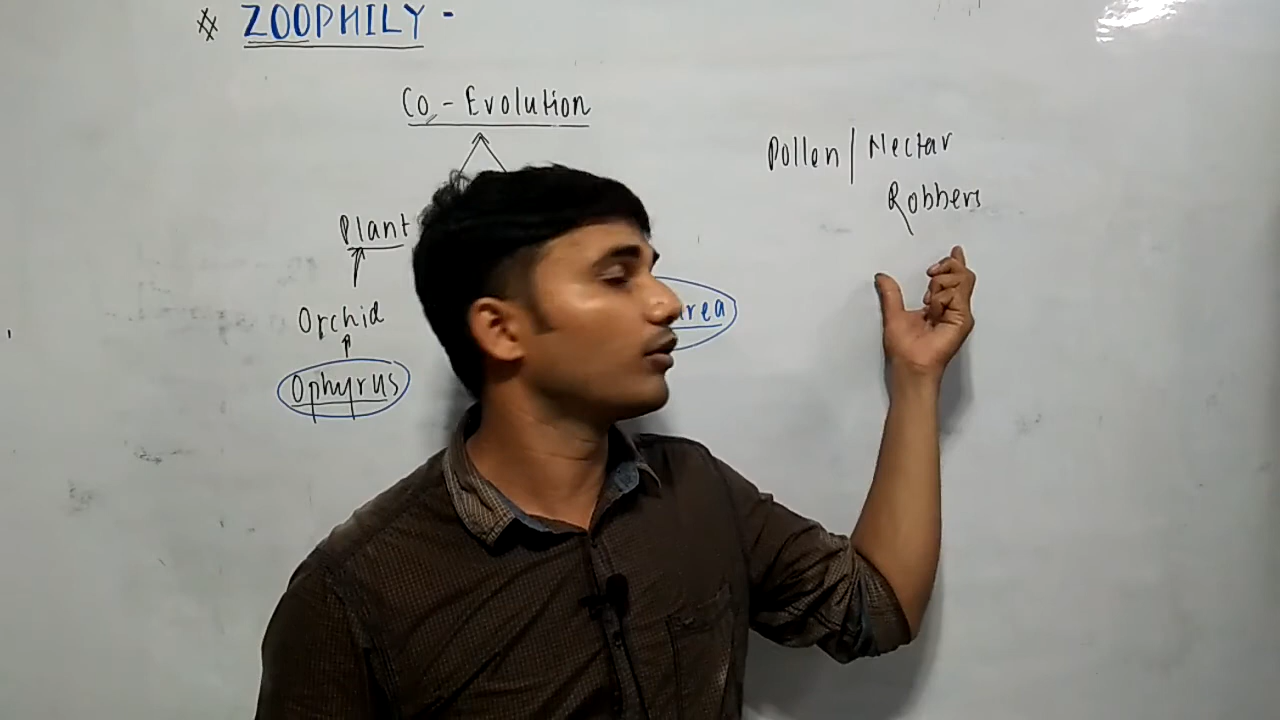 # ZOOPHILY -
Co - Evolution
Pollen | Nectar
Robbers
Plant
Orchid
Ophyrus